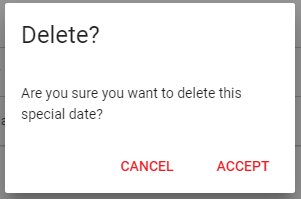 Delete?
Are you sure you want to delete this
special date?
CANCEL ACCEPT